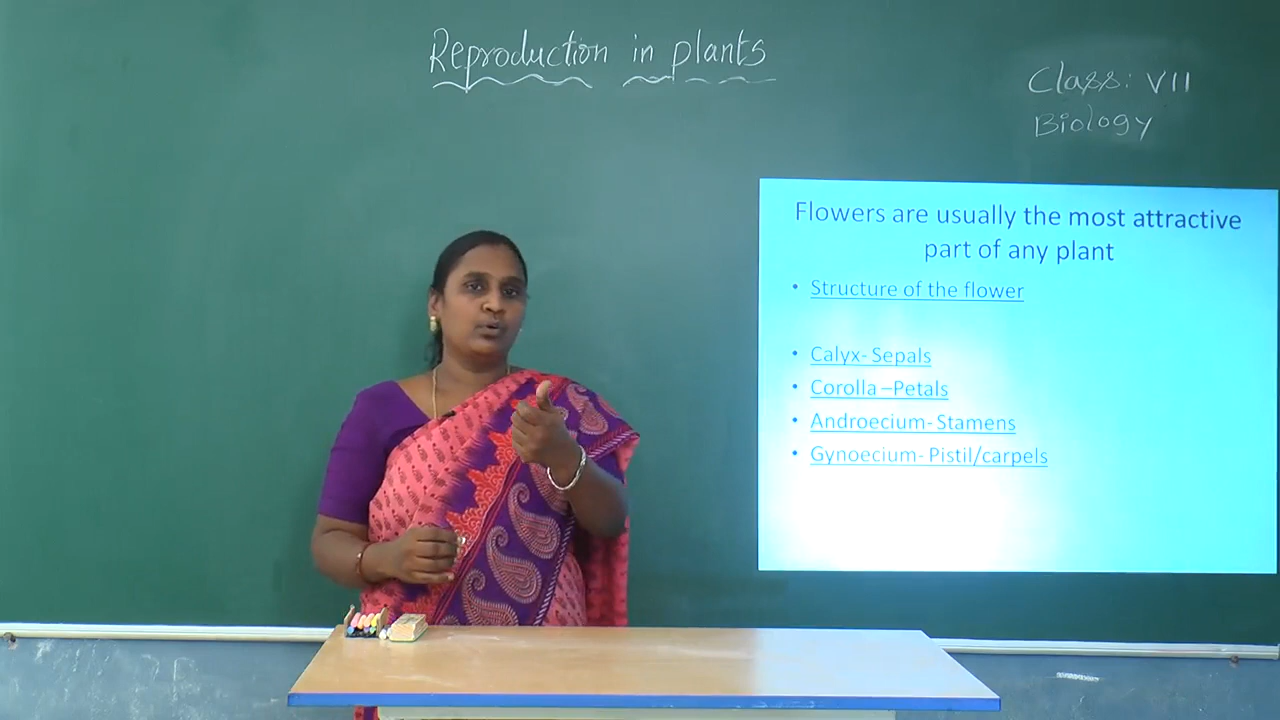 Reproduction in plants
Class: VII
Biology
Flowers are usually the most attractive
part of any plant
• Structure of the flower
• Calyx- Sepals
• Corolla –Petals
• Androecium- Stamens
• Gynoecium- Pistil/carpels